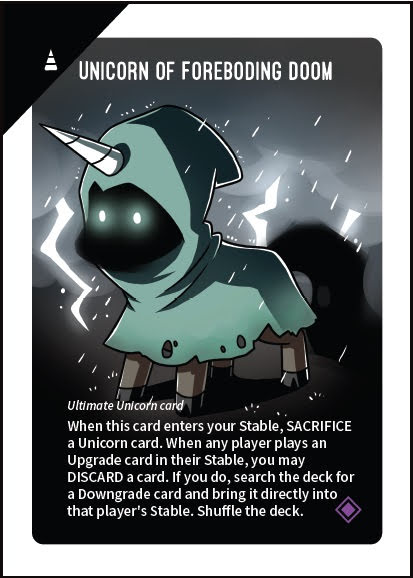 UNICORN OF FOREBODING DOOM
Ultimate Unicorn card
When this card enters your Stable, SACRIFICE
a Unicorn card. When any player plays an
Upgrade card in their Stable, you may
DISCARD a card. If you do, search the deck for
a Downgrade card and bring it directly into
that player's Stable. Shuffle the deck.